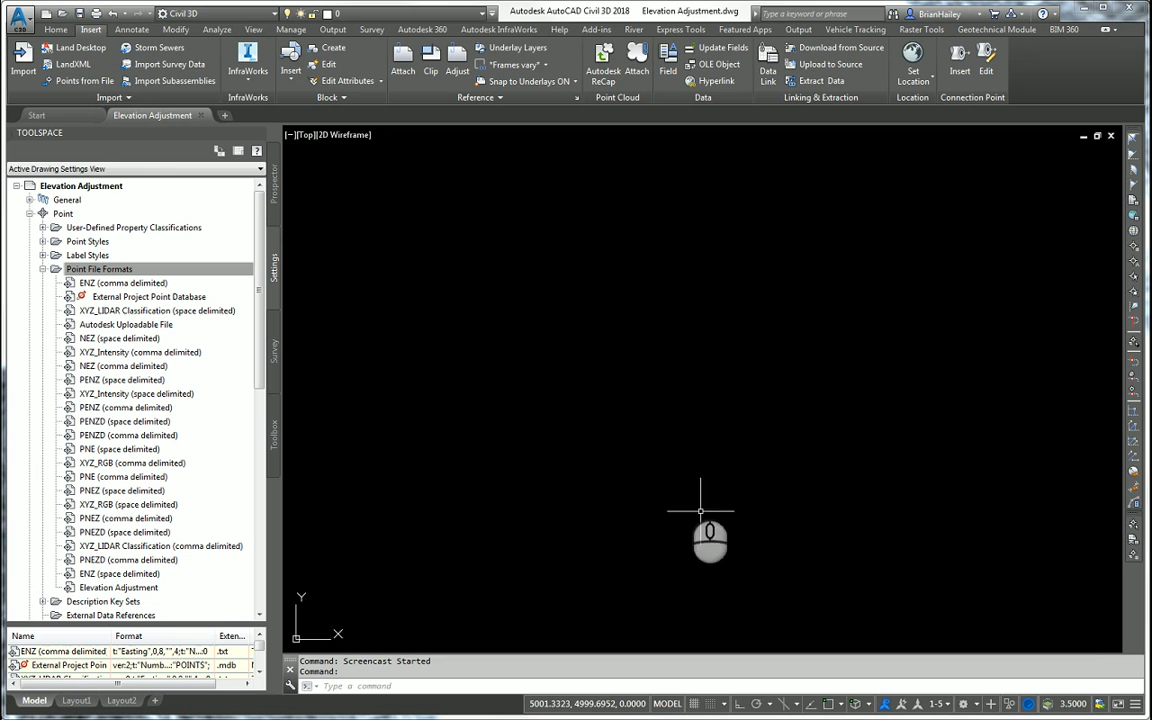 Civil 3D
0
Autodesk AutoCAD Civil 3D 2018 Elevation Adjustment.dwg
Type a keyword or phrase
BrianHailey
C3D
Home Insert Annotate Modify Analyze View Manage Output Survey Autodesk 360 Autodesk InfraWorks Help Add-ins River Express Tools Featured Apps Output Vehicle Tracking Raster Tools Geotechnical Module BIM 360
Land Desktop
LandXML
Points from File
Storm Sewers
Import Survey Data
Import Subassemblies
Import
InfraWorks
Insert
Create
Edit
Edit Attributes
Attach
Clip
Adjust
Underlay Layers
*Frames vary*
Snap to Underlays ON
Autodesk ReCap
Attach
Field
Update Fields
OLE Object
Hyperlink
Data Link
Download from Source
Upload to Source
Extract Data
Set Location
Insert
Edit
Import
InfraWorks
Block
Reference
Point Cloud
Data
Linking & Extraction
Location
Connection Point
Start
Elevation Adjustment
TOOLSPACE
Active Drawing Settings View
Elevation Adjustment
General
Point
User-Defined Property Classifications
Point Styles
Label Styles
Point File Formats
ENZ (comma delimited)
External Project Point Database
XYZ_LIDAR Classification (space delimited)
Autodesk Uploadable File
NEZ (space delimited)
XYZ_Intensity (comma delimited)
NEZ (comma delimited)
PENZ (space delimited)
XYZ_Intensity (space delimited)
PENZ (comma delimited)
PENZD (space delimited)
PENZD (comma delimited)
PNE (space delimited)
XYZ_RGB (comma delimited)
PNE (comma delimited)
PNEZ (space delimited)
XYZ_RGB (space delimited)
PNEZ (comma delimited)
PNEZD (space delimited)
XYZ_LIDAR Classification (comma delimited)
PNEZD (comma delimited)
ENZ (space delimited)
Elevation Adjustment
Description Key Sets
External Data References
Prospector
Settings
Survey
Toolbox
Name Format Exten...
ENZ (comma delimited t:"Easting",0,8,"",4;t:"N...:0 .txt
External Project Poin ver:2;t:"Numb...:"POINTS"; .mdb
[−][Top][2D Wireframe]
Y
X
Command: Screencast Started
Command:
Type a command
Model Layout1 Layout2 +
5001.3323, 4999.6952, 0.0000 MODEL
1-5
3.5000